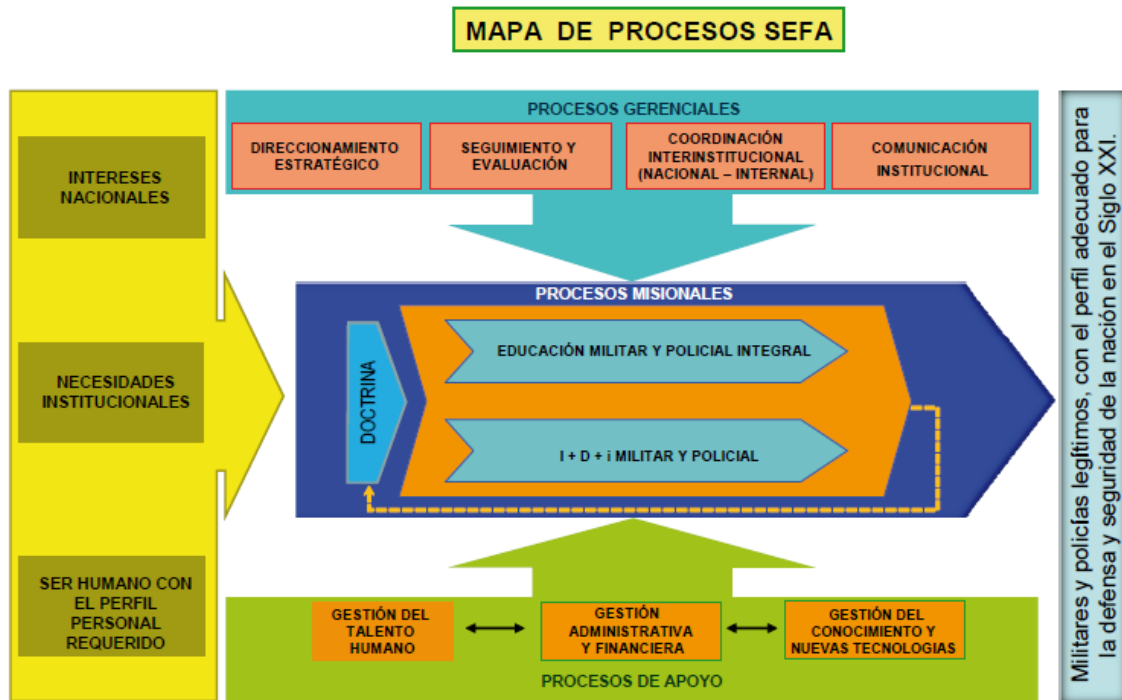 MAPA DE PROCESOS SEFA
INTERESES
NACIONALES
NECESIDADES
INSTITUCIONALES
SER HUMANO CON
EL PERFIL
PERSONAL
REQUERIDO
PROCESOS GERENCIALES
DIRECCIONAMIENTO
ESTRATÉGICO
SEGUIMIENTO Y
EVALUACIÓN
COORDINACIÓN
INTERINSTITUCIONAL
(NACIONAL – INTERNAL)
COMUNICACIÓN
INSTITUCIONAL
PROCESOS MISIONALES
DOCTRINA
EDUCACIÓN MILITAR Y POLICIAL INTEGRAL
I + D + i MILITAR Y POLICIAL
GESTIÓN DEL
TALENTO
HUMANO
GESTIÓN
ADMINISTRATIVA
Y FINANCIERA
GESTIÓN DEL
CONOCIMIENTO Y
NUEVAS TECNOLOGIAS
PROCESOS DE APOYO
Militares y policías legítimos, con el perfil adecuado para
la defensa y seguridad de la nación en el Siglo XXI.